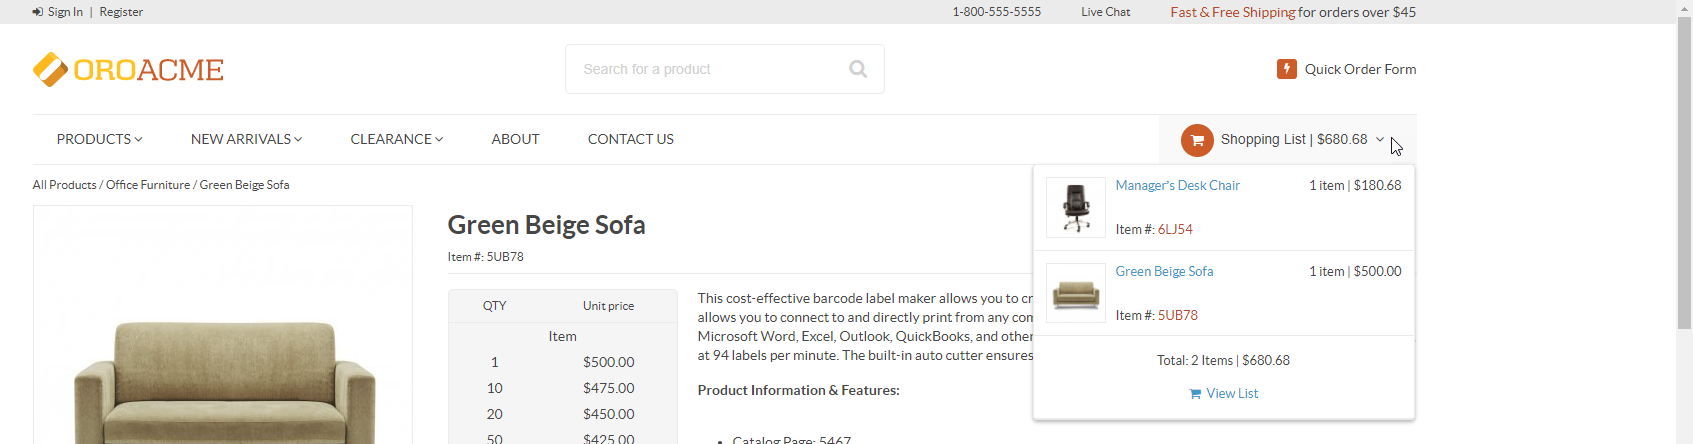 Sign In | Register
1-800-555-5555
Live Chat
Fast & Free Shipping for orders over $45
OROACME
Search for a product
Quick Order Form
PRODUCTS
NEW ARRIVALS
CLEARANCE
ABOUT
CONTACT US
Shopping List | $680.68
All Products / Office Furniture / Green Beige Sofa
Green Beige Sofa
Item #: 5UB78
QTY Unit price
Item
1 $500.00
10 $475.00
20 $450.00
50 $425.00
This cost-effective barcode label maker allows you to
allows you to connect to and directly print from any
Microsoft Word, Excel, Outlook, QuickBooks, and other
at 94 labels per minute. The built-in auto cutter ensures
Product Information & Features:
• Catalog Page: 5467
Manager's Desk Chair 1 item | $180.68
Item #: 6LJ54
Green Beige Sofa 1 item | $500.00
Item #: 5UB78
Total: 2 Items | $680.68
View List